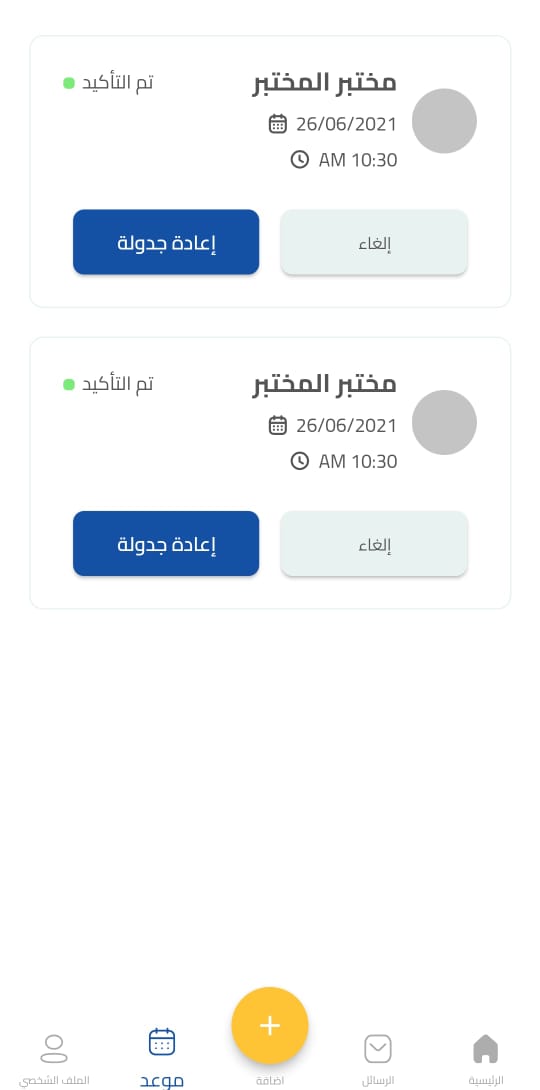 مختبر المختبر
تم التأكيد
26/06/2021
10:30 AM
إلغاء
إعادة جدولة
مختبر المختبر
تم التأكيد
26/06/2021
10:30 AM
إلغاء
إعادة جدولة
الرئيسية
الرسائل
اضافة
موعد
الملف الشخصي